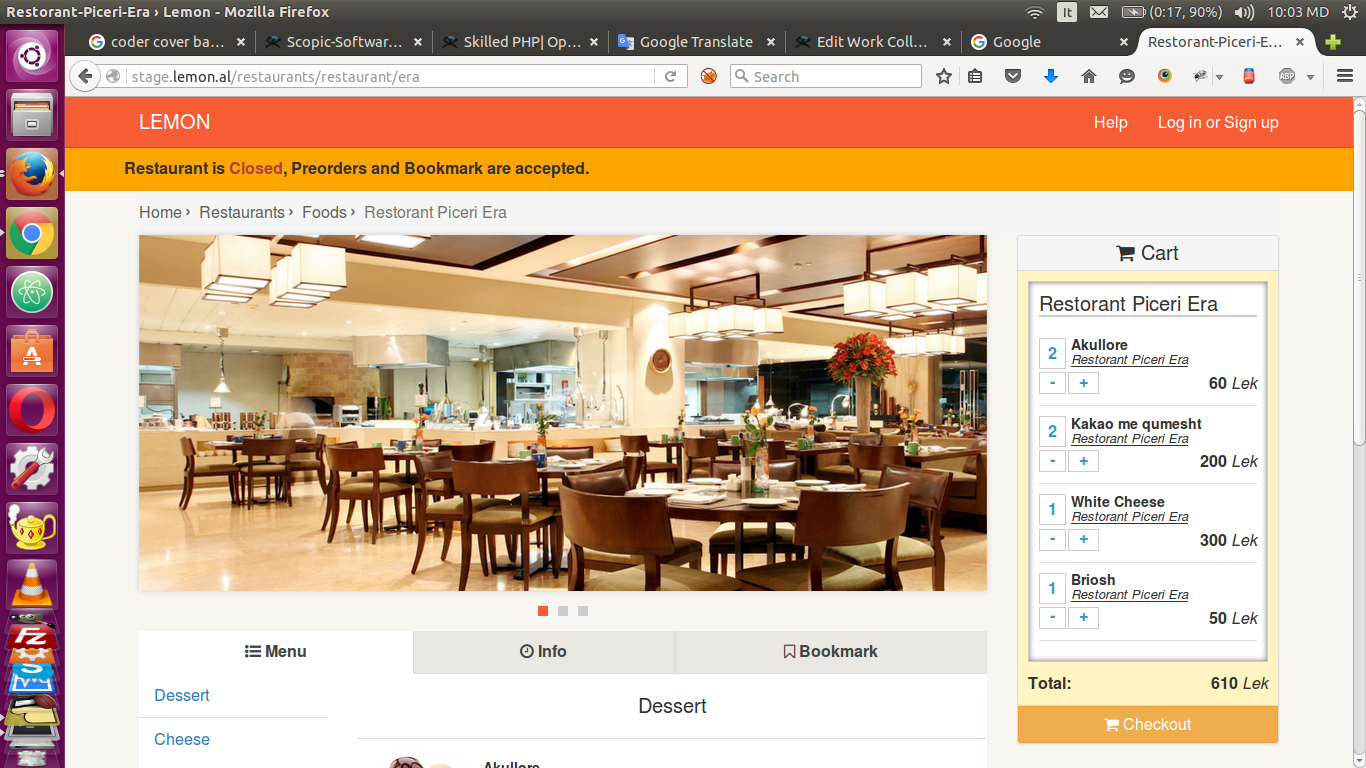 Restorant-Piceri-Era › Lemon - Mozilla Firefox
It
(0:17, 90%)
10:03 MD
coder cover ba...
Scopic-Softwar...
Skilled PHP| Op...
Google Translate
Edit Work Coll...
Google
Restorant-Piceri-E...
stage.lemon.al/restaurants/restaurant/era
Search
ABP
LEMON
Help
Log in or Sign up
Restaurant is Closed, Preorders and Bookmark are accepted.
Home › Restaurants › Foods › Restorant Piceri Era
Cart
Restorant Piceri Era
2
Akullore
Restorant Piceri Era
- +
60 Lek
2
Kakao me qumesht
Restorant Piceri Era
- +
200 Lek
1
White Cheese
Restorant Piceri Era
- +
300 Lek
1
Briosh
Restorant Piceri Era
- +
50 Lek
Total: 610 Lek
Checkout
Menu
Info
Bookmark
Dessert
Cheese
Dessert
Akullore